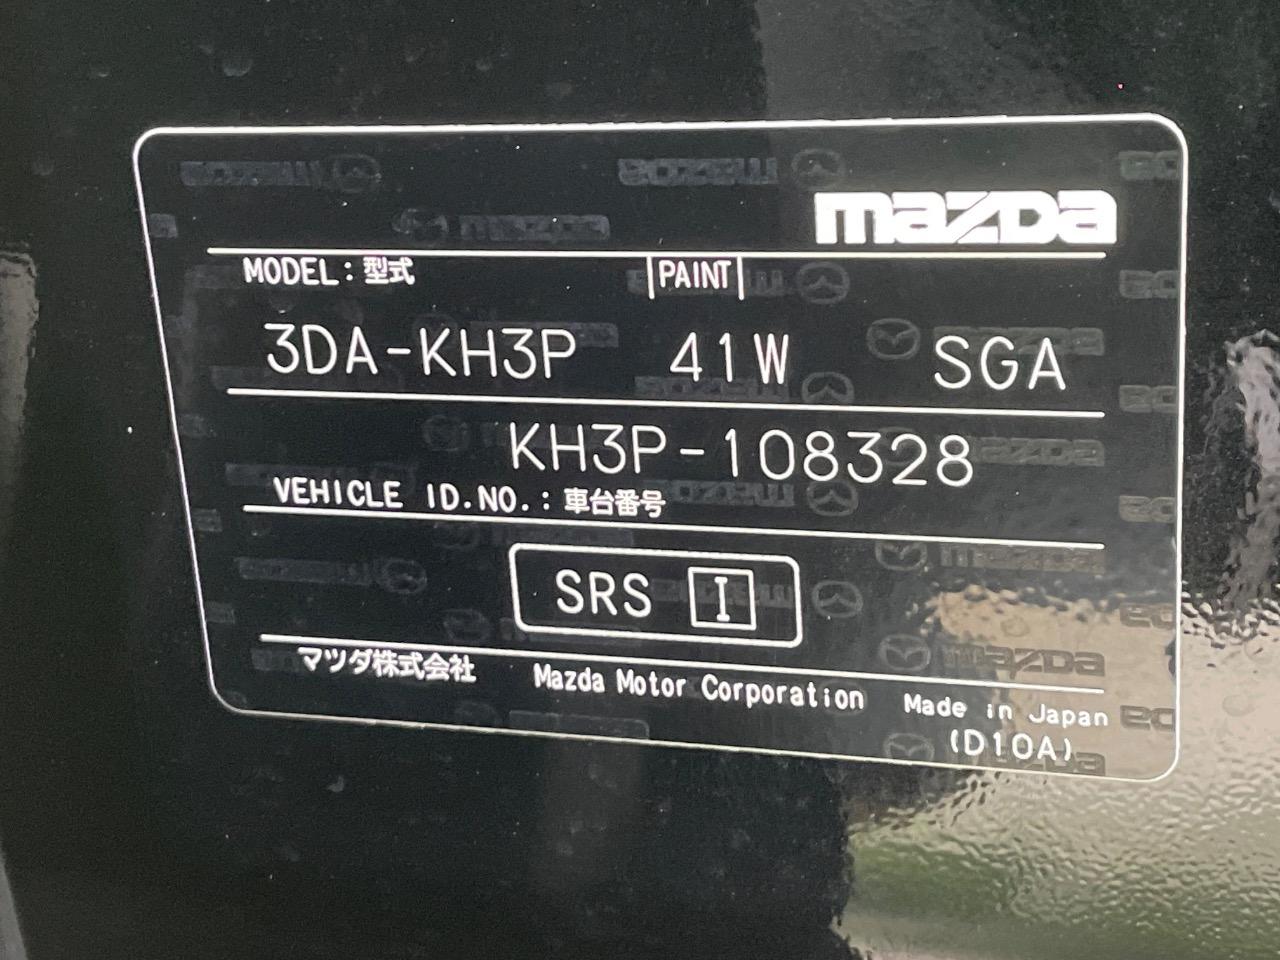 mazda
MODEL:型式 PAINT
3DA-KH3P 41W SGA
KH3P-108328
VEHICLE ID.NO.:車台番号
SRS I
マツダ株式会社 Mazda Motor Corporation Made in Japan
(D10A)